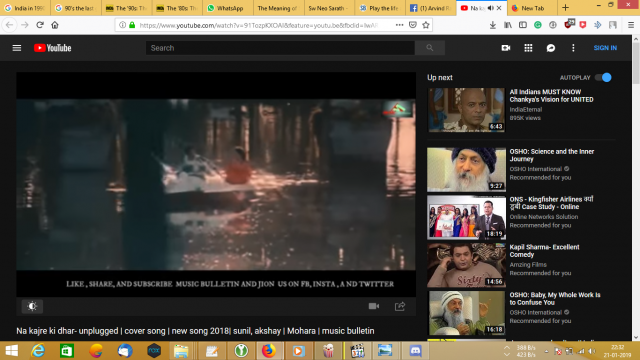 India in 199
90's the fact
The '90s: Th
The '80s: Th
WhatsApp
The Meaning of
Sw Neo Sarath -
Play the life
(1) Arvind R
Na ka
New Tab
https://www.youtube.com/watch?v=91TozpKKOAI&feature=youtu.be&fbclid=IwA
YouTube
Search
SIGN IN
LIKE , SHARE, AND SUBSCRIBE MUSIC BULLETIN AND JION US ON FB, INSTA , AND TWITTER
Na kajre ki dhar- unplugged | cover song | new song 2018| sunil, akshay | Mohara | music bulletin
Up next
AUTOPLAY
All Indians MUST KNOW
Chankya's Vision for UNITED
IndiaEternal
895K views
6:43
OSHO: Science and the Inner
Journey
OSHO International
Recommended for you
9:27
ONS - Kingfisher Airlines क्यों
डूबी Case Study - Online
Online Networks Solution
Recommended for you
18:19
Kapil Sharma- Excellent
Comedy
Amzing Films
Recommended for you
14:56
OSHO: Baby, My Whole Work Is
to Confuse You
OSHO International
Recommended for you
16:18
22:32
21-01-2019